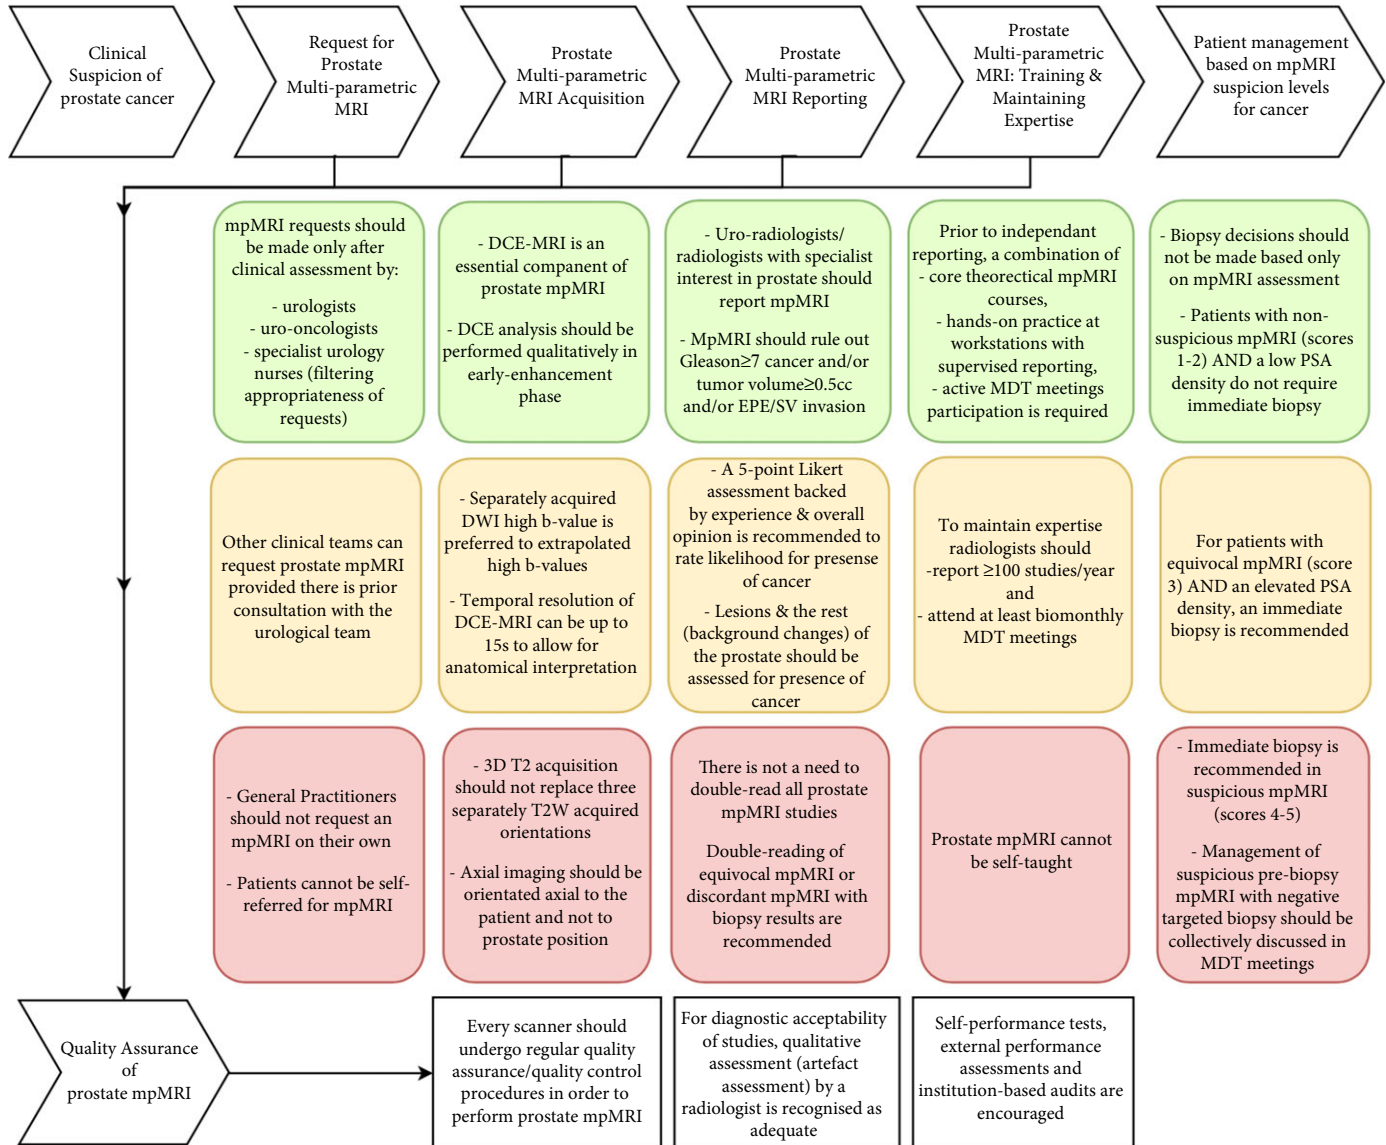 Clinical
Suspicion of
prostate cancer
Request for
Prostate
Multi-parametric
MRI
Prostate
Multi-parametric
MRI Acquisition
Prostate
Multi-parametric
MRI Reporting
Prostate
Multi-parametric
MRI: Training &
Maintaining
Expertise
Patient management
based on mpMRI
suspicion levels
for cancer
mpMRI requests should
be made only after
clinical assessment by:
- urologists
- uro-oncologists
- specialist urology
nurses (filtering
appropriateness of
requests)
- DCE-MRI is an
essential component of
prostate mpMRI
- DCE analysis should be
performed qualitatively in
early-enhancement
phase
- Uro-radiologists/
radiologists with specialist
interest in prostate should
report mpMRI
- MpMRI should rule out
Gleason≥7 cancer and/or
tumor volume≥0.5cc
and/or EPE/SV invasion
Prior to independant
reporting, a combination of
- core theorectical mpMRI
courses,
- hands-on practice at
workstations with
supervised reporting,
- active MDT meetings
participation is required
- Biopsy decisions should
not be made based only
on mpMRI assessment
- Patients with non-
suspicious mpMRI (scores
1-2) AND a low PSA
density do not require
immediate biopsy
Other clinical teams can
request prostate mpMRI
provided there is prior
consultation with the
urological team
- Separately acquired
DWI high b-value is
preferred to extrapolated
high b-values
- Temporal resolution of
DCE-MRI can be up to
15s to allow for
anatomical interpretation
- A 5-point Likert
assessment backed
by experience & overall
opinion is recommended to
rate likelihood for presense
of cancer
- Lesions & the rest
(background changes) of
the prostate should be
assessed for presence of
cancer
To maintain expertise
radiologists should
-report ≥100 studies/year
and
- attend at least biomonthly
MDT meetings
For patients with
equivocal mpMRI (score
3) AND an elevated PSA
density, an immediate
biopsy is recommended
- General Practitioners
should not request an
mpMRI on their own
- Patients cannot be self-
referred for mpMRI
- 3D T2 acquisition
should not replace three
separately T2W acquired
orientations
- Axial imaging should be
orientated axial to the
patient and not to
prostate position
There is not a need to
double-read all prostate
mpMRI studies
Double-reading of
equivocal mpMRI or
discordant mpMRI with
biopsy results are
recommended
Prostate mpMRI cannot
be self-taught
- Immediate biopsy is
recommended in
suspicious mpMRI
(scores 4-5)
- Management of
suspicious pre-biopsy
mpMRI with negative
targeted biopsy should be
collectively discussed in
MDT meetings
Quality Assurance
of
prostate mpMRI
Every scanner should
undergo regular quality
assurance/quality control
procedures in order to
perform prostate mpMRI
For diagnostic acceptability
of studies, qualitative
assessment (artefact
assessment) by a
radiologist is recognised as
adequate
Self-performance tests,
external performance
assessments and
institution-based audits are
encouraged